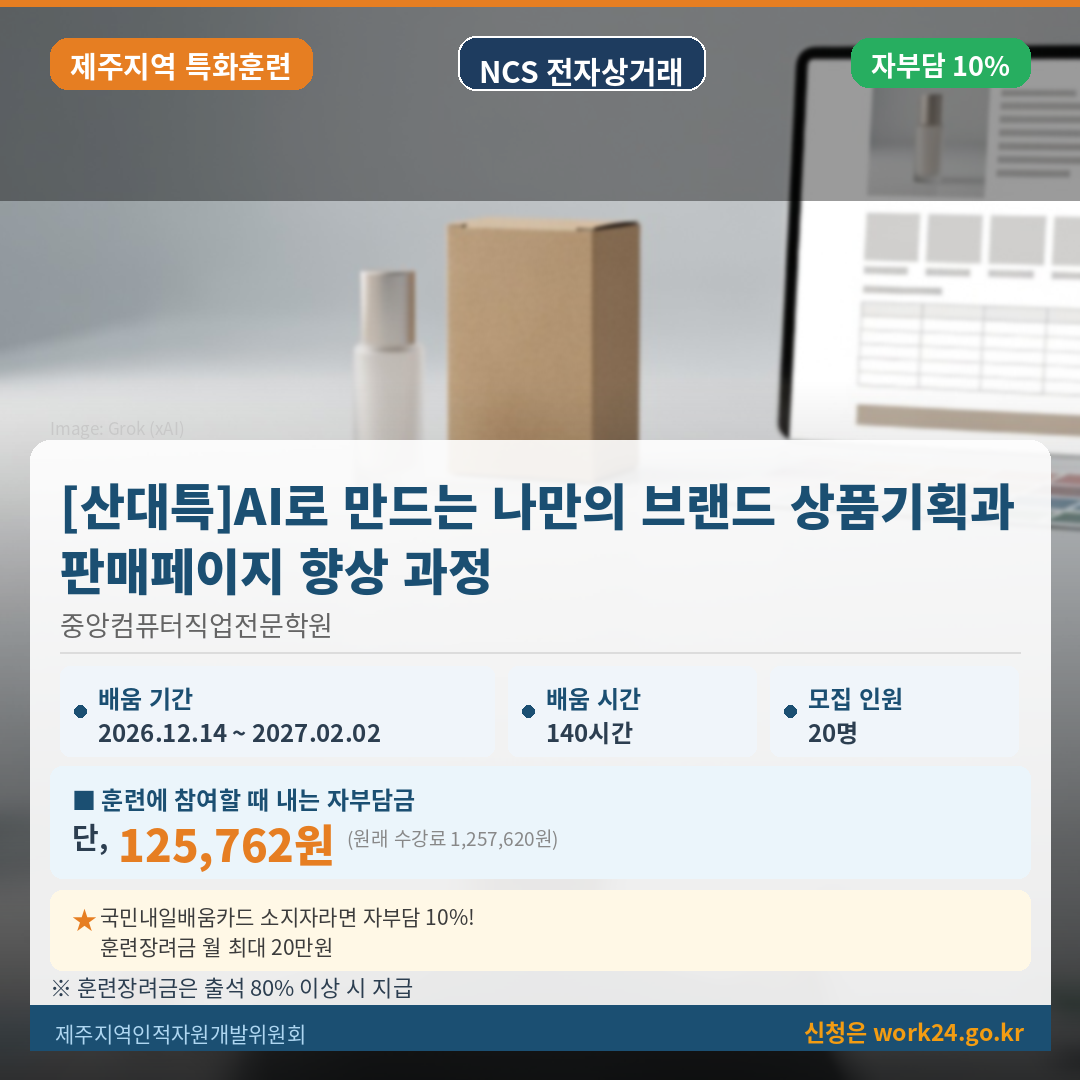 제주지역 특화훈련
NCS 전자상거래
자부담 10%
Image: Grok (xAI)
[산대특]AI로 만드는 나만의 브랜드 상품기획과
판매페이지 향상 과정
중앙컴퓨터직업전문학원
배움 기간
2026.12.14 ~ 2027.02.02
배움 시간
140시간
모집 인원
20명
■ 훈련에 참여할 때 내는 자부담금
단, 125,762원 (원래 수강료 1,257,620원)
★ 국민내일배움카드 소지자라면 자부담 10%!
훈련장려금 월 최대 20만원
※ 훈련장려금은 출석 80% 이상 시 지급
제주지역인적자원개발위원회
신청은 work24.go.kr